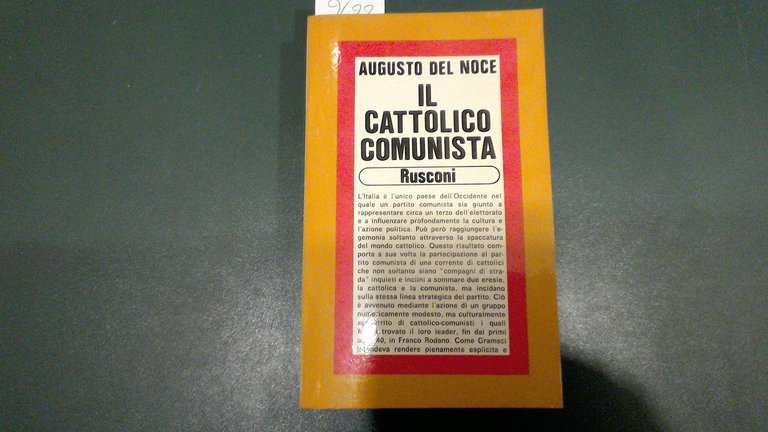 9/22
AUGUSTO DEL NOCE
IL
CATTOLICO
COMUNISTA
Rusconi
L'Italia è l'unico paese dell'Occidente nel
quale un partito comunista sia giunto a
rappresentare circa un terzo dell'elettorato
e a influenzare profondamente la cultura e
l'azione politica. Può però raggiungere l'e-
gemonia soltanto attraverso la spaccatura
del mondo cattolico. Questo risultato com-
porta a sua volta la partecipazione al par-
tito comunista di una corrente di cattolici
che non soltanto siano "compagni di stra-
da" inquieti e inclini a sommare due eresie,
la cattolica e la comunista, ma incidano
sulla stessa linea strategica del partito. Ciò
è avvenuto mediante l'azione di un gruppo
numericamente modesto, ma culturalmente
agguerrito di cattolico-comunisti i quali
trovato il loro leader, fin dai primi
40, in Franco Rodano. Come Gramsci
intendeva rendere pienamente esplicita e